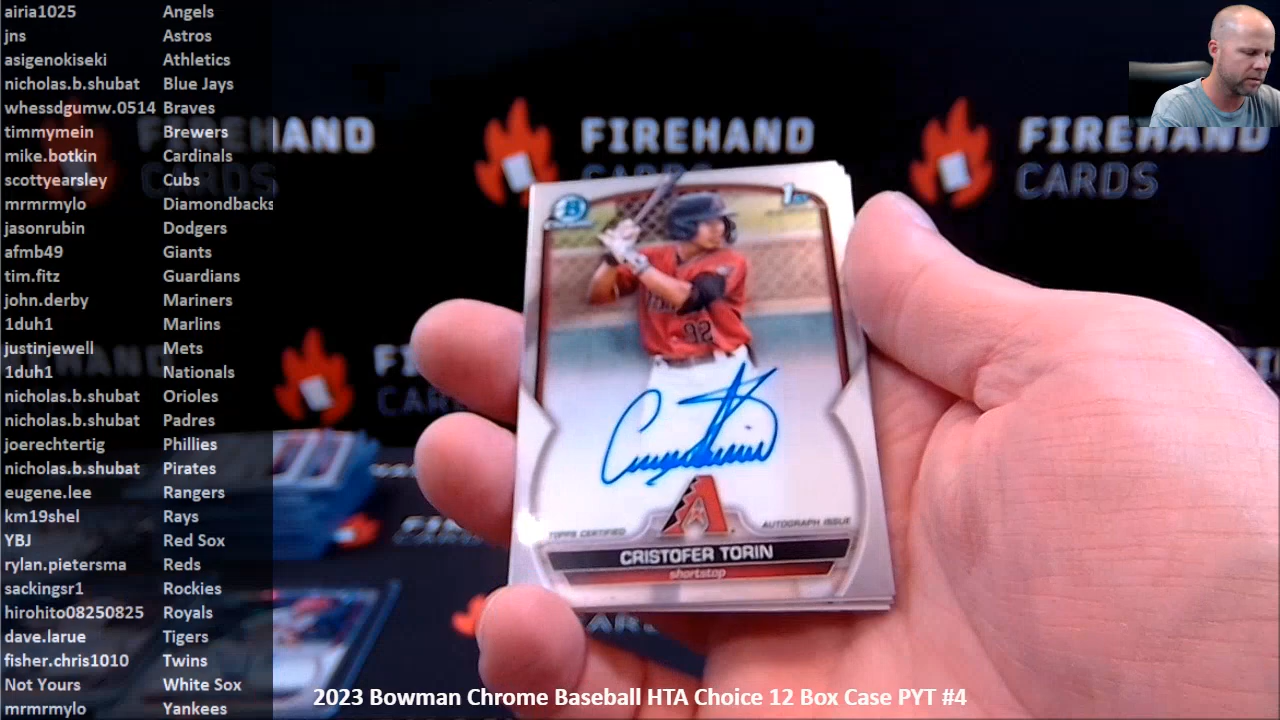 airia1025 Angels
jns Astros
asigenokiseki Athletics
nicholas.b.shubat Blue Jays
whessdgumw.0514 Braves
timmymein Brewers
mike.botkin Cardinals
scottyearsley Cubs
mrmrmylo Diamondbacks
jasonrubin Dodgers
afmb49 Giants
tim.fitz Guardians
john.derby Mariners
1duh1 Marlins
justinjewell Mets
1duh1 Nationals
nicholas.b.shubat Orioles
nicholas.b.shubat Padres
joerechtertig Phillies
nicholas.b.shubat Pirates
eugene.lee Rangers
km19shel Rays
YBJ Red Sox
rylan.pietersma Reds
sackingsr1 Rockies
hirohito08250825 Royals
dave.larue Tigers
fisher.chris1010 Twins
Not Yours White Sox
mrmrmylo Yankees
FIREHAND
CARDS
FIREHAND
FIREHAND
CARDS
B
1st
92
TOPPS CERTIFIED
AUTOGRAPH ISSUE
CRISTOFER TORIN
shortstop
2023 Bowman Chrome Baseball HTA Choice 12 Box Case PYT #4